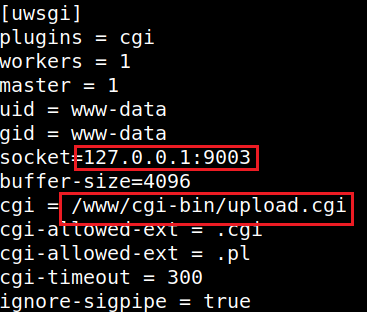 [uwsgi]
plugins = cgi
workers = 1
master = 1
uid = www-data
gid = www-data
socket=127.0.0.1:9003
buffer-size=4096
cgi = /www/cgi-bin/upload.cgi
cgi-allowed-ext = .cgi
cgi-allowed-ext = .pl
cgi-timeout = 300
ignore-sigpipe = true